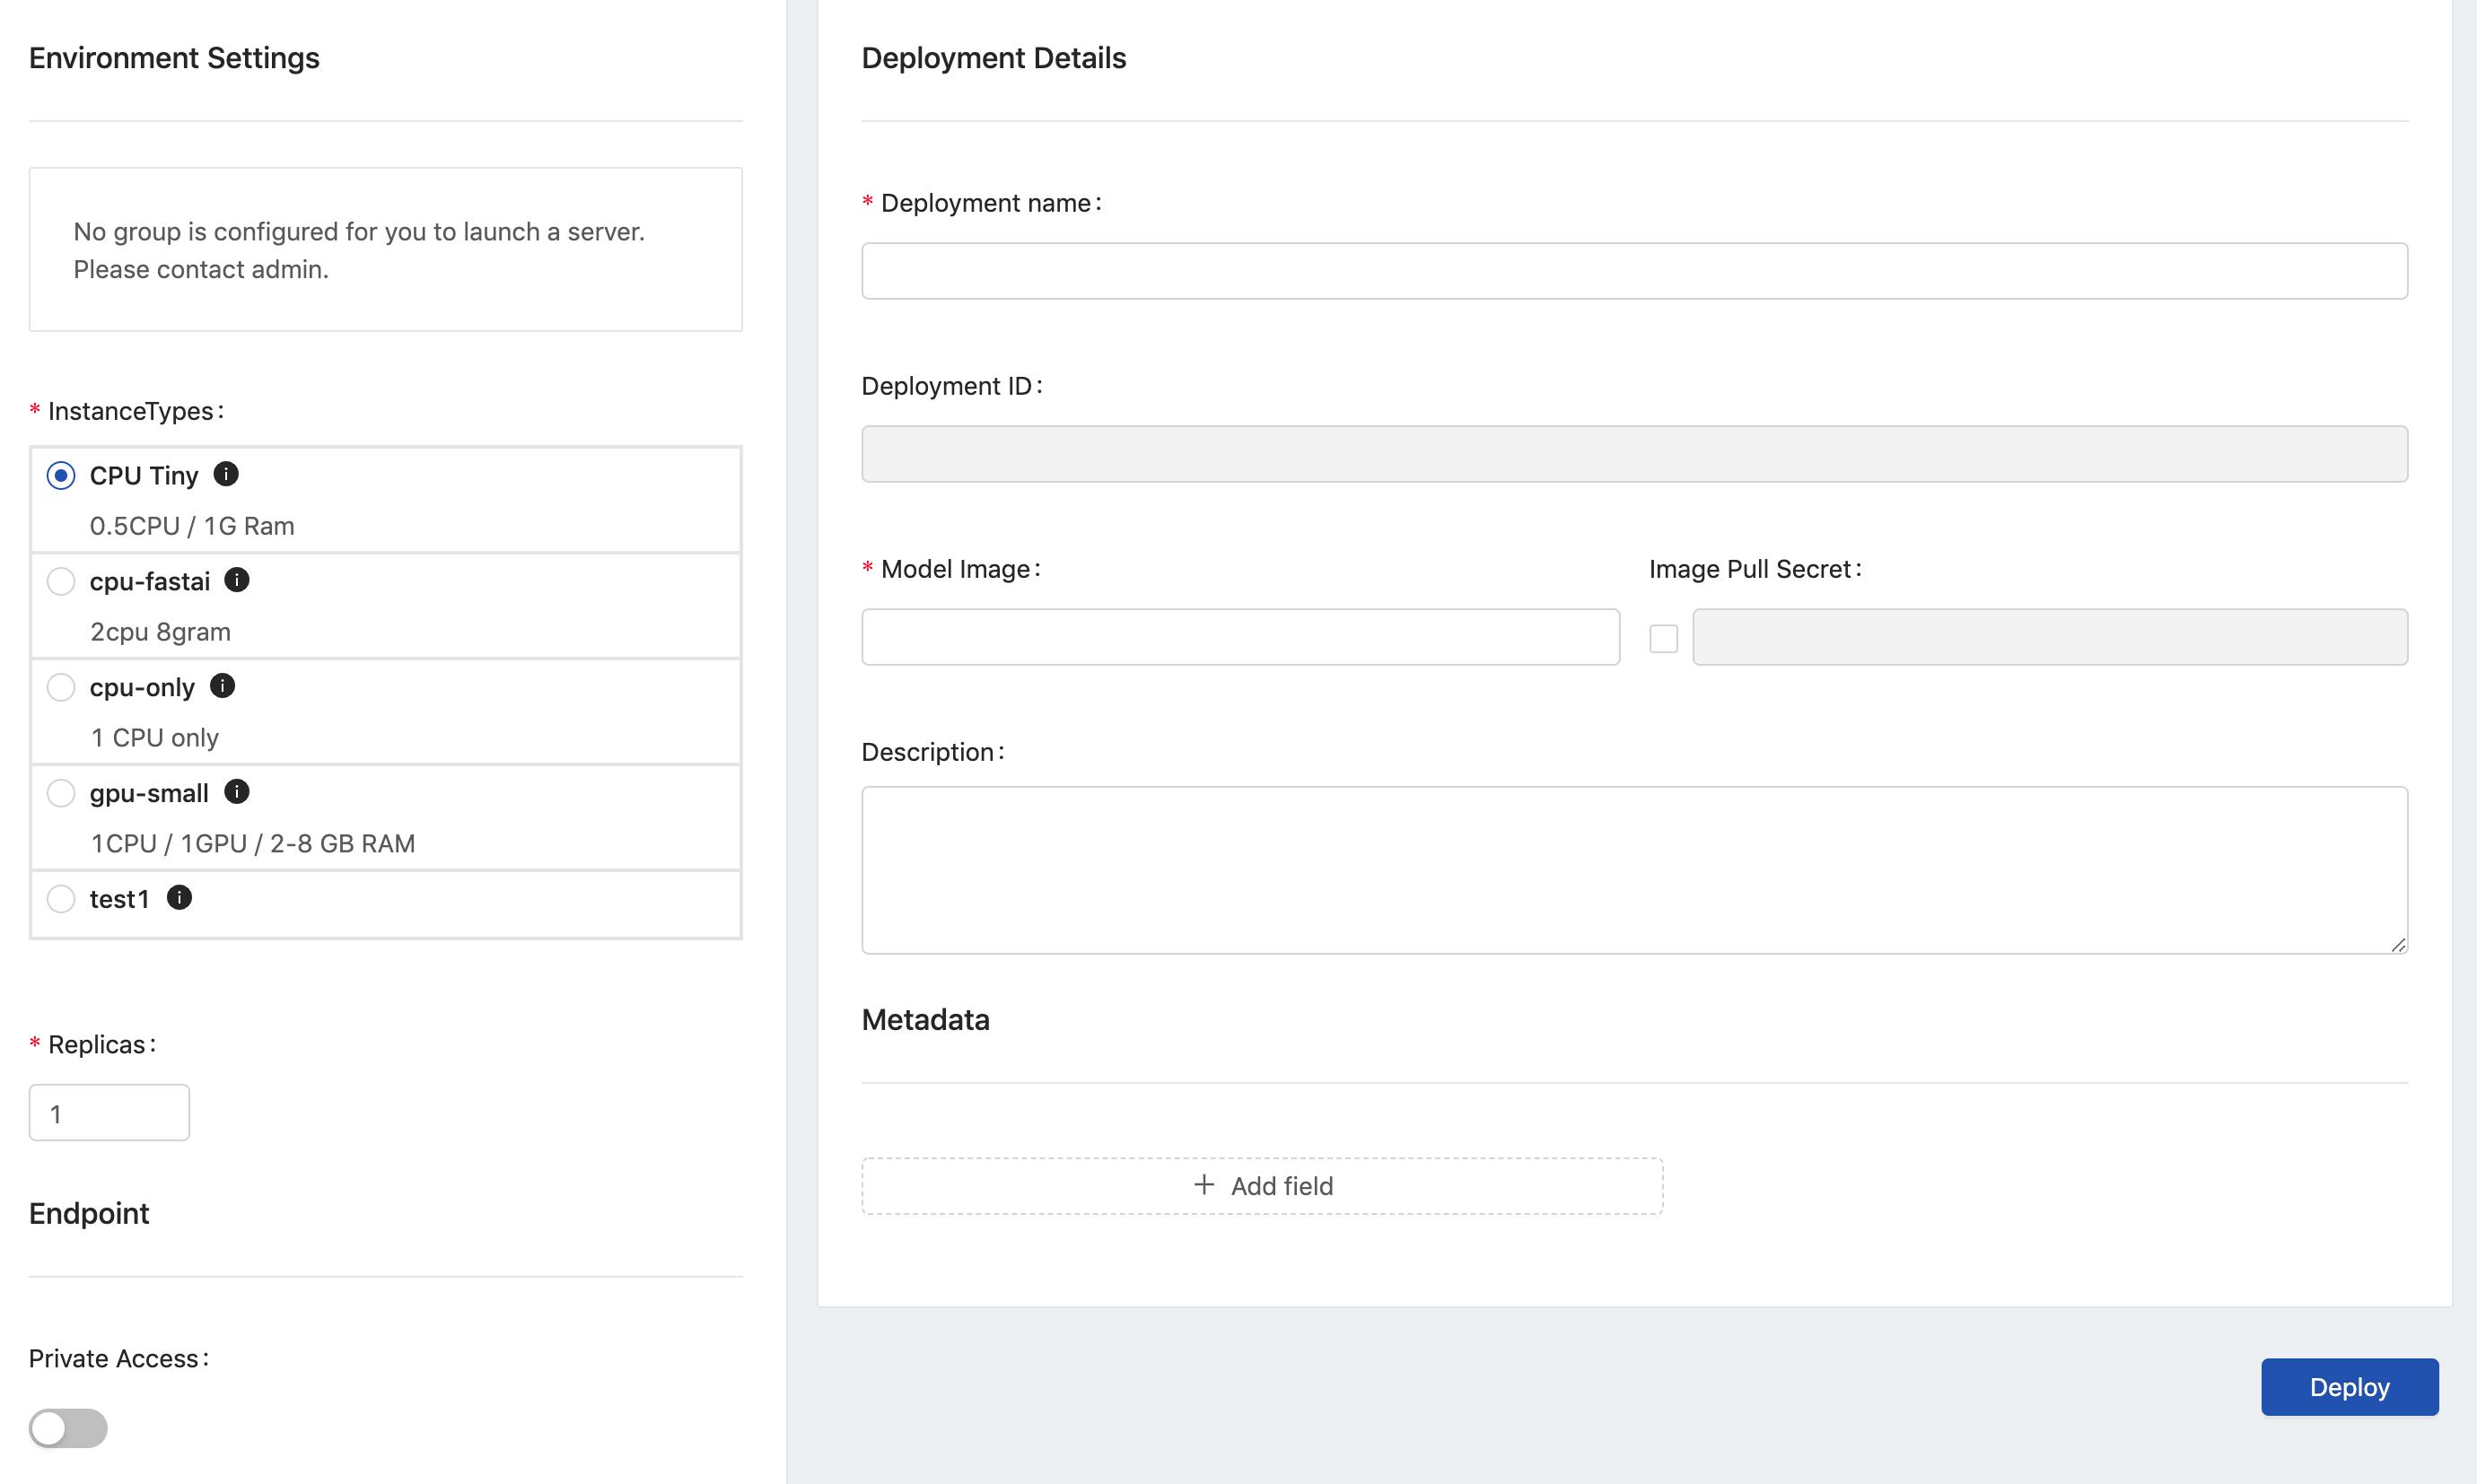 Environment Settings
No group is configured for you to launch a server.
Please contact admin.
* InstanceTypes:
CPU Tiny
0.5CPU / 1G Ram
cpu-fastai
2cpu 8gram
cpu-only
1 CPU only
gpu-small
1CPU / 1GPU / 2-8 GB RAM
test1
* Replicas:
1
Endpoint
Private Access:
Deployment Details
* Deployment name:
Deployment ID:
* Model Image:
Image Pull Secret:
Description:
Metadata
+ Add field
Deploy